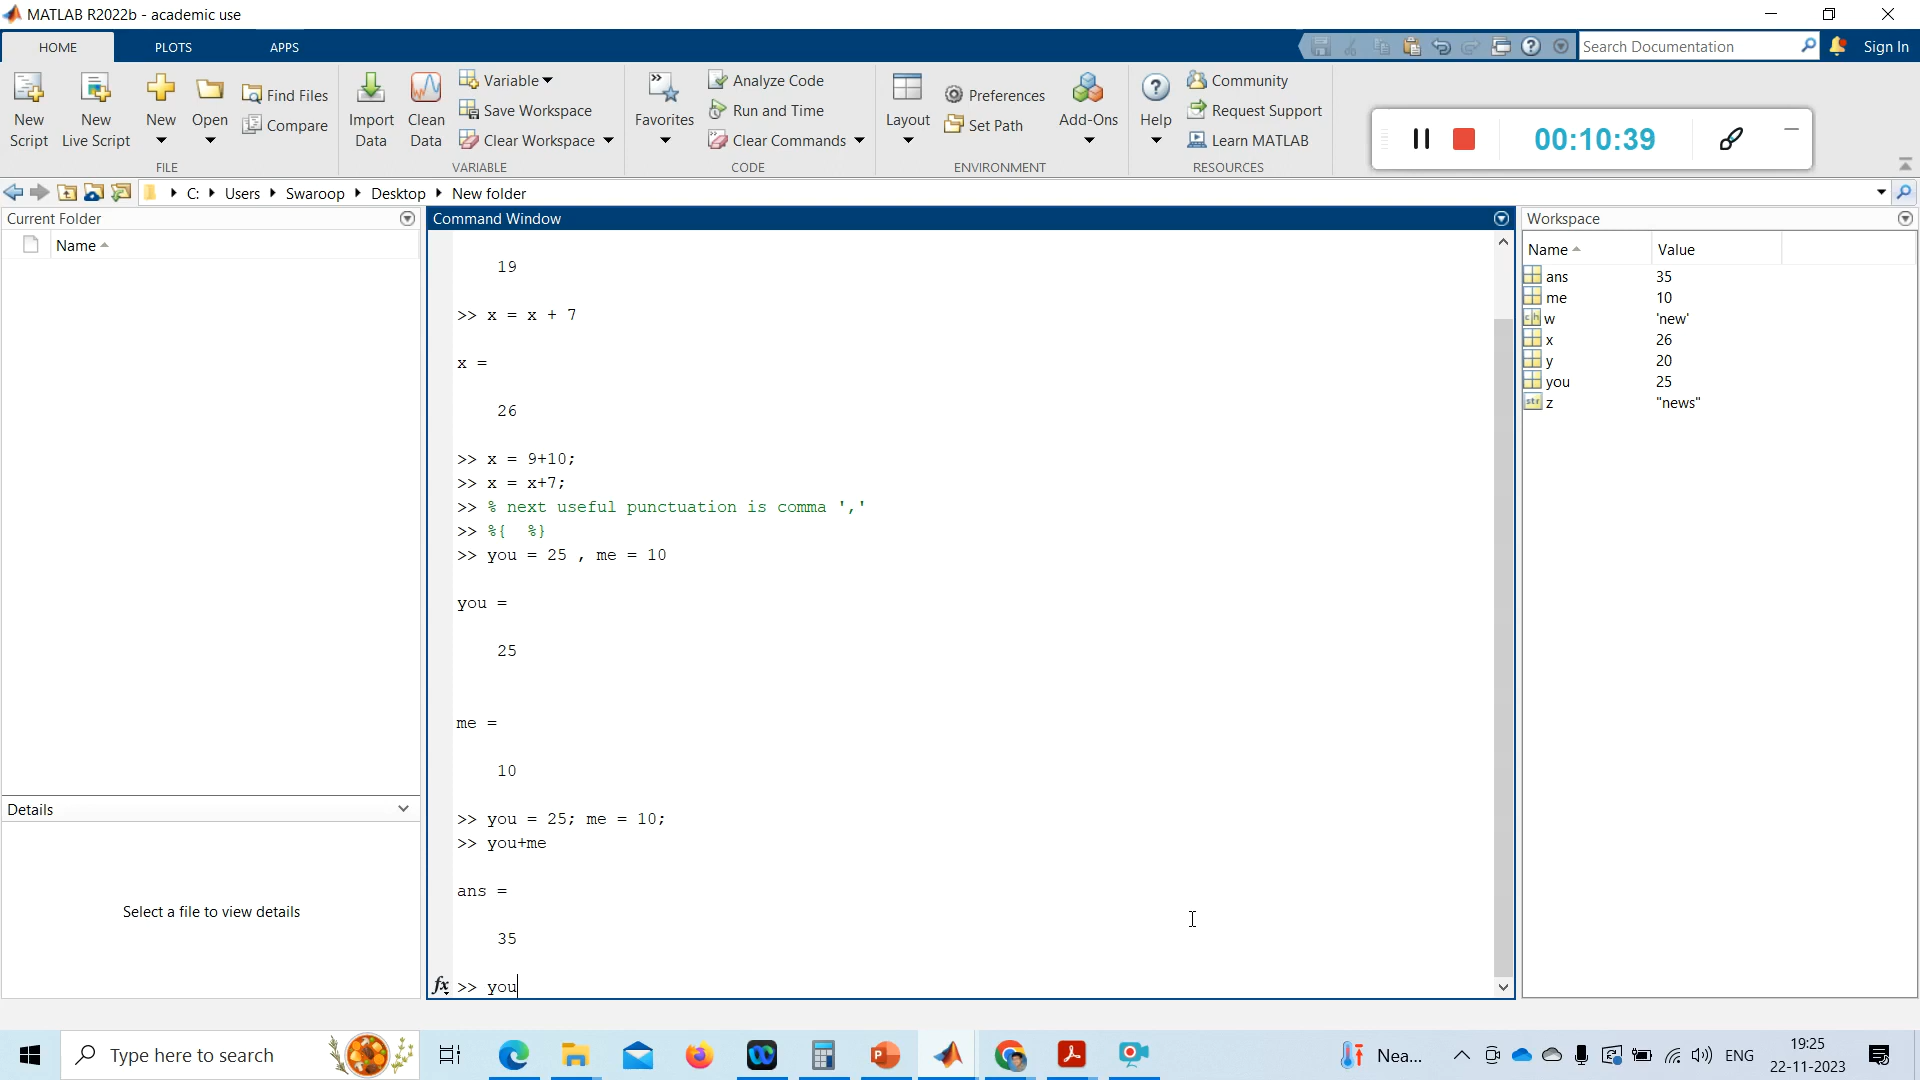 MATLAB R2022b - academic use
HOME PLOTS APPS
Search Documentation
Sign In
New Script
New Live Script
New
Open
Find Files
Compare
FILE
Import Data
Clean Data
Variable
Save Workspace
Clear Workspace
VARIABLE
Favorites
Analyze Code
Run and Time
Clear Commands
CODE
Layout
Preferences
Set Path
Add-Ons
ENVIRONMENT
Help
Community
Request Support
Learn MATLAB
RESOURCES
00:10:39
C: Users Swaroop Desktop New folder
Current Folder
Name
Details
Select a file to view details
Command Window
19
>> x = x + 7
x =
26
>> x = 9+10;
>> x = x+7;
>> % next useful punctuation is comma ','
>> %{  %}
>> you = 25 , me = 10
you =
25
me =
10
>> you = 25; me = 10;
>> you+me
ans =
35
fx >> you
Workspace
Name Value
ans 35
me 10
ch w 'new'
x 26
y 20
you 25
str z "news"
Type here to search
Nea...
ENG
19:25
22-11-2023